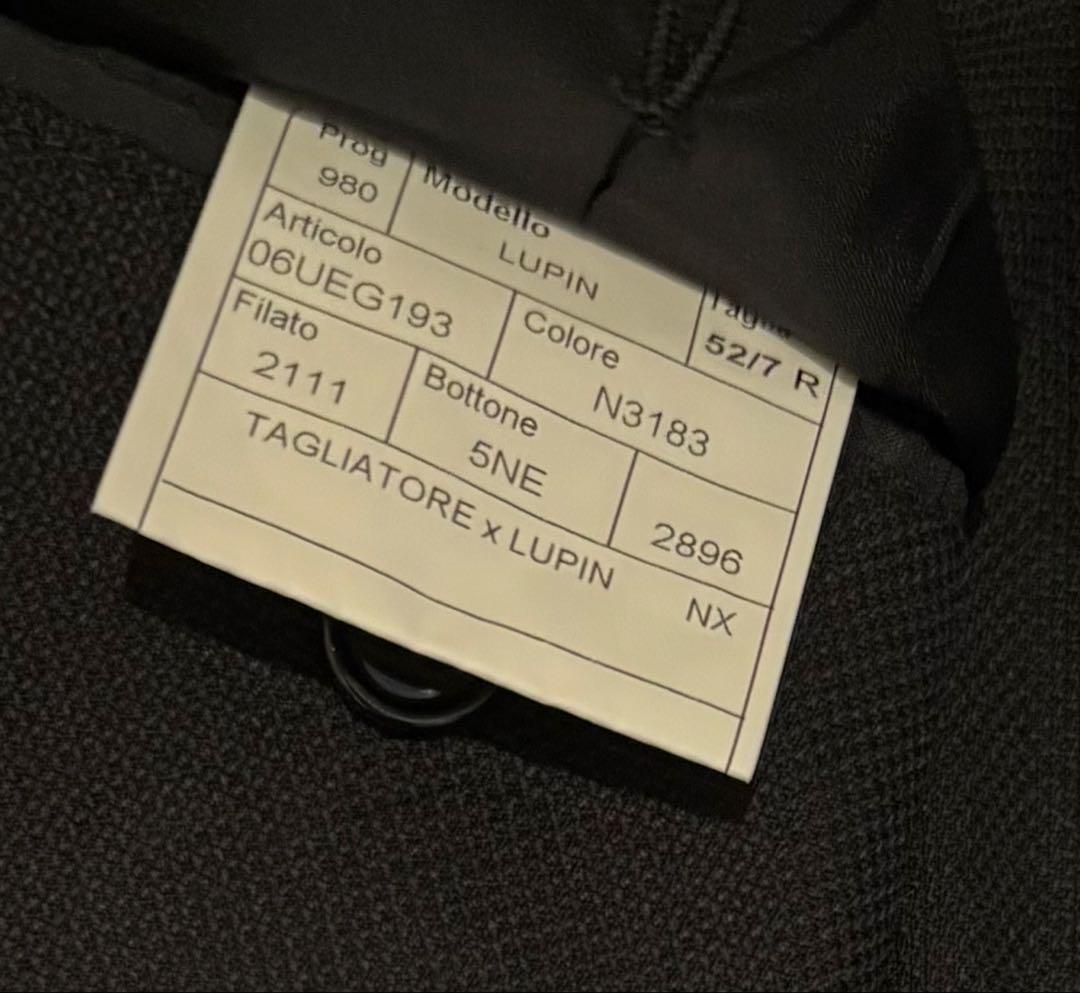 Prog Modello
980 LUPIN 52/7 R
Articolo Colore
06UEG193 N3183
Filato Bottone
2111 5NE 2896
TAGLIATORE x LUPIN NX